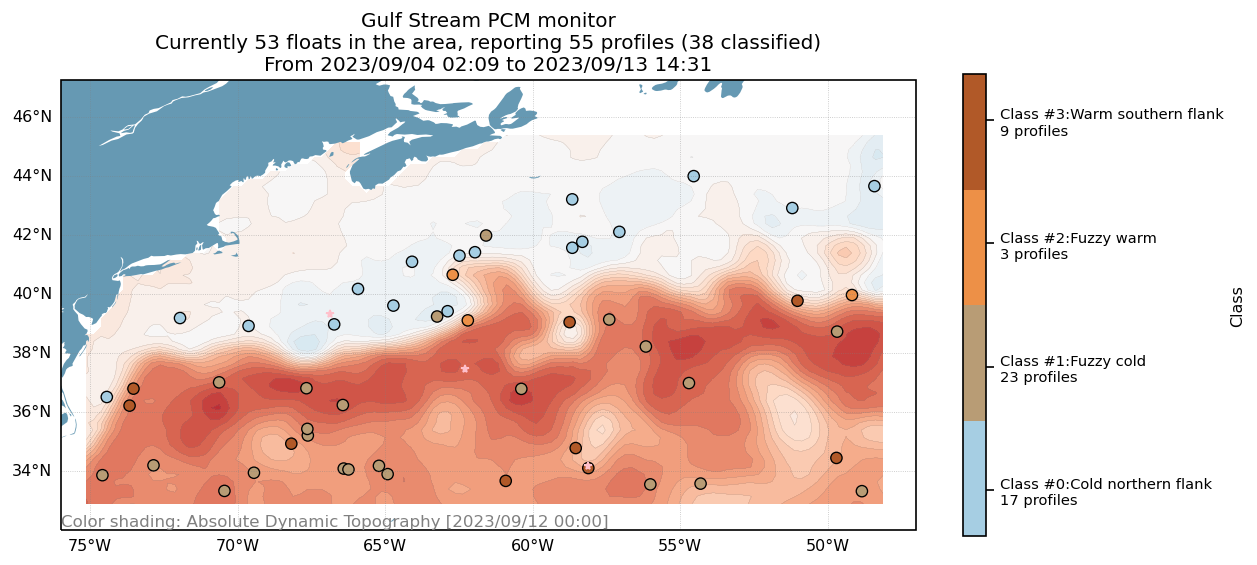 Gulf Stream PCM monitor
Currently 53 floats in the area, reporting 55 profiles (38 classified)
From 2023/09/04 02:09 to 2023/09/13 14:31
46°N
44°N
42°N
40°N
38°N
36°N
34°N
Color shading: Absolute Dynamic Topography [2023/09/12 00:00]
75°W
70°W
65°W
60°W
55°W
50°W
Class #3:Warm southern flank
9 profiles
Class #2:Fuzzy warm
3 profiles
Class #1:Fuzzy cold
23 profiles
Class #0:Cold northern flank
17 profiles
Class